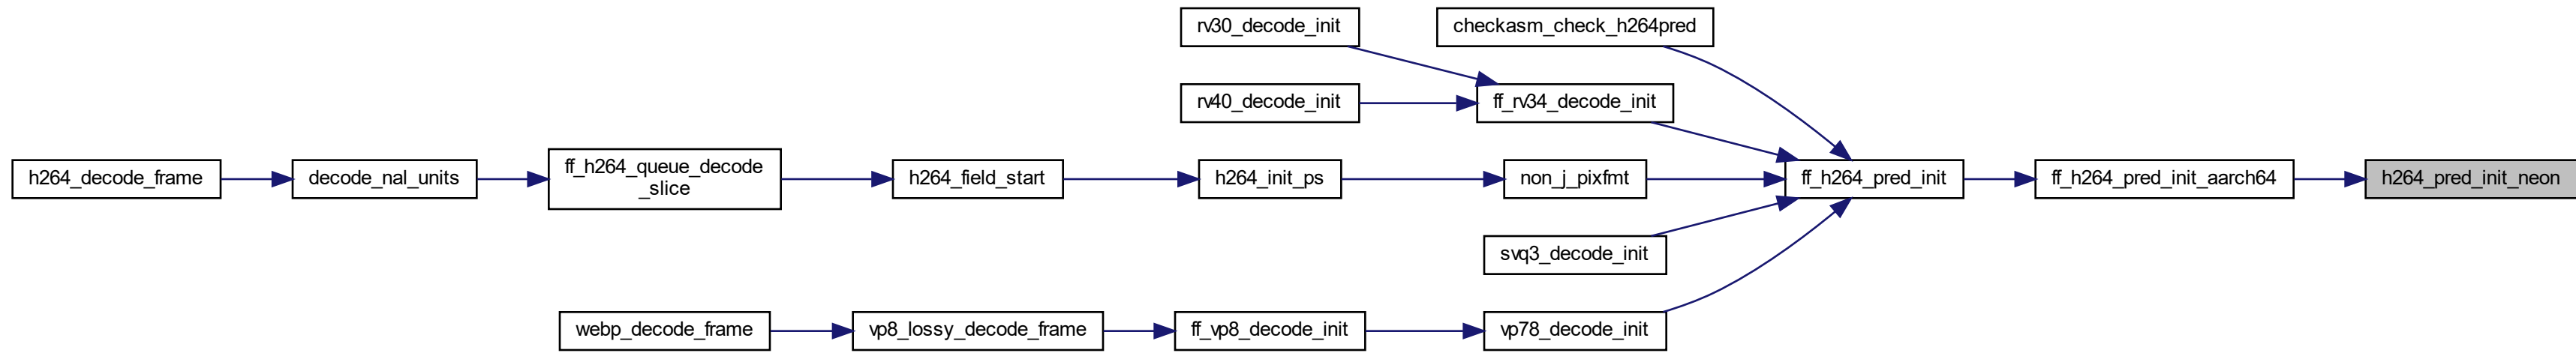 rv30_decode_init
checkasm_check_h264pred
rv40_decode_init
ff_rv34_decode_init
h264_decode_frame
decode_nal_units
ff_h264_queue_decode
_slice
h264_field_start
h264_init_ps
non_j_pixfmt
ff_h264_pred_init
ff_h264_pred_init_aarch64
h264_pred_init_neon
svq3_decode_init
webp_decode_frame
vp8_lossy_decode_frame
ff_vp8_decode_init
vp78_decode_init